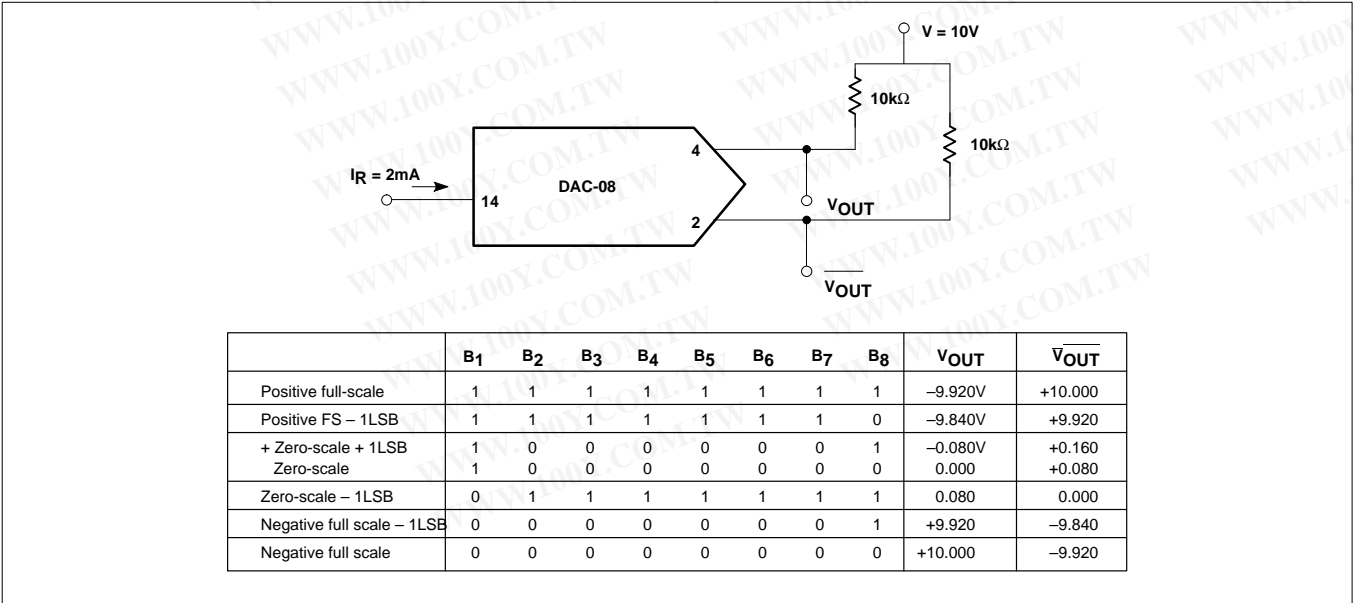 V = 10V
10kΩ
10kΩ
4
IR = 2mA
DAC-08
14
VOUT
2
VOUT
B1 B2 B3 B4 B5 B6 B7 B8 VOUT VOUT
Positive full-scale 1 1 1 1 1 1 1 1 –9.920V +10.000
Positive FS – 1LSB 1 1 1 1 1 1 1 0 –9.840V +9.920
+ Zero-scale + 1LSB 1 0 0 0 0 0 0 1 –0.080V +0.160
Zero-scale 1 0 0 0 0 0 0 0 0.000 +0.080
Zero-scale – 1LSB 0 1 1 1 1 1 1 1 0.080 0.000
Negative full scale – 1LSB 0 0 0 0 0 0 0 1 +9.920 –9.840
Negative full scale 0 0 0 0 0 0 0 0 +10.000 –9.920
WWW.100Y.COM.TW